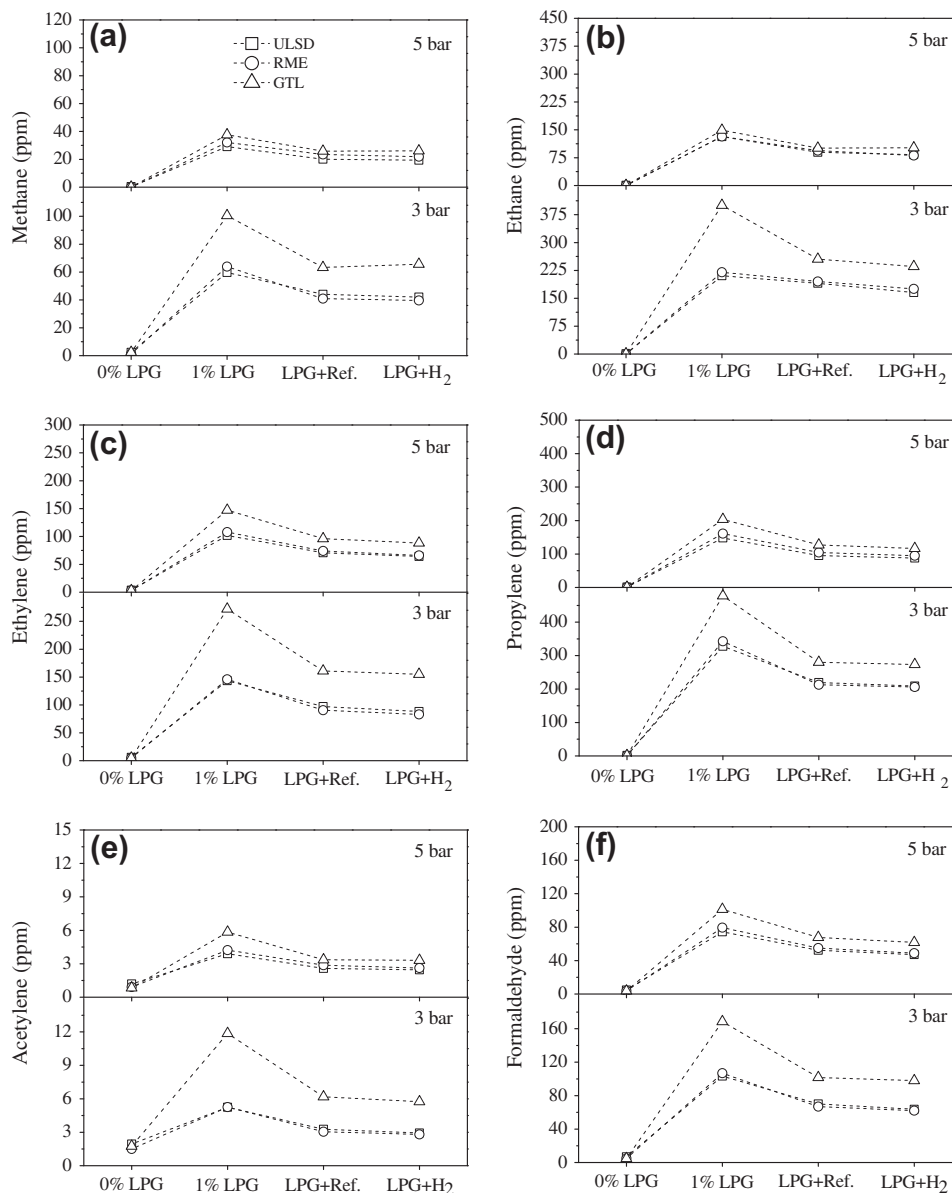 (a)
5 bar
ULSD
RME
GTL
120
100
80
60
40
20
0
3 bar
100
80
60
40
20
0
Methane (ppm)
0% LPG 1% LPG LPG+Ref. LPG+H2
(b)
5 bar
450
375
300
225
150
75
0
3 bar
375
300
225
150
75
0
Ethane (ppm)
0% LPG 1% LPG LPG+Ref. LPG+H2
(c)
5 bar
300
250
200
150
100
50
0
3 bar
250
200
150
100
50
0
Ethylene (ppm)
0% LPG 1% LPG LPG+Ref. LPG+H2
(d)
5 bar
500
400
300
200
100
0
3 bar
400
300
200
100
0
Propylene (ppm)
0% LPG 1% LPG LPG+Ref. LPG+H2
(e)
5 bar
15
12
9
6
3
0
3 bar
12
9
6
3
0
Acetylene (ppm)
0% LPG 1% LPG LPG+Ref. LPG+H2
(f)
5 bar
200
160
120
80
40
0
3 bar
160
120
80
40
0
Formaldehyde (ppm)
0% LPG 1% LPG LPG+Ref. LPG+H2